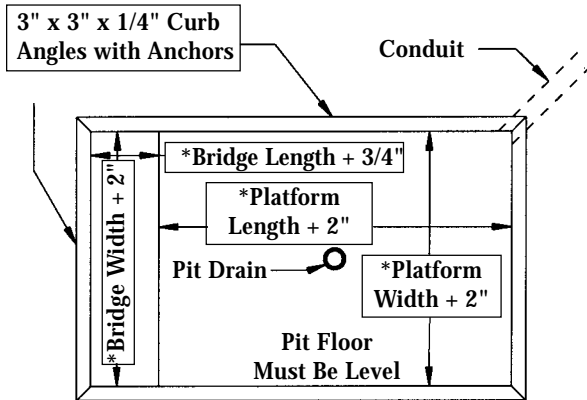 3" x 3" x 1/4" Curb
Angles with Anchors
Conduit
*Bridge Length + 3/4"
*Bridge Width + 2"
*Platform
Length + 2"
Pit Drain
*Platform
Width + 2"
Pit Floor
Must Be Level